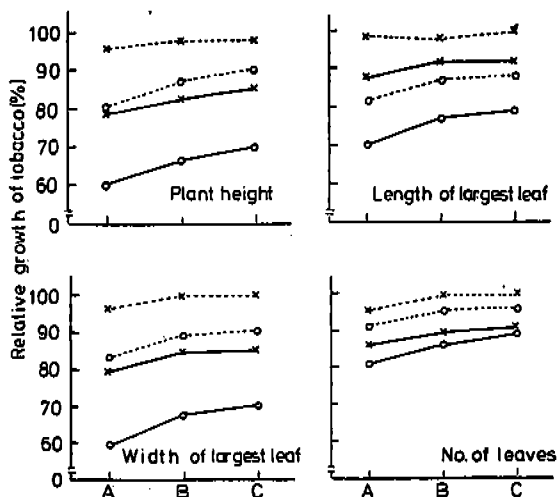 Relative growth of tobacco(%)
100
90
80
70
60
0
Plant height
Length of largest leaf
100
90
80
70
60
0
Width of largest leaf
No. of leaves
A B C
A B C